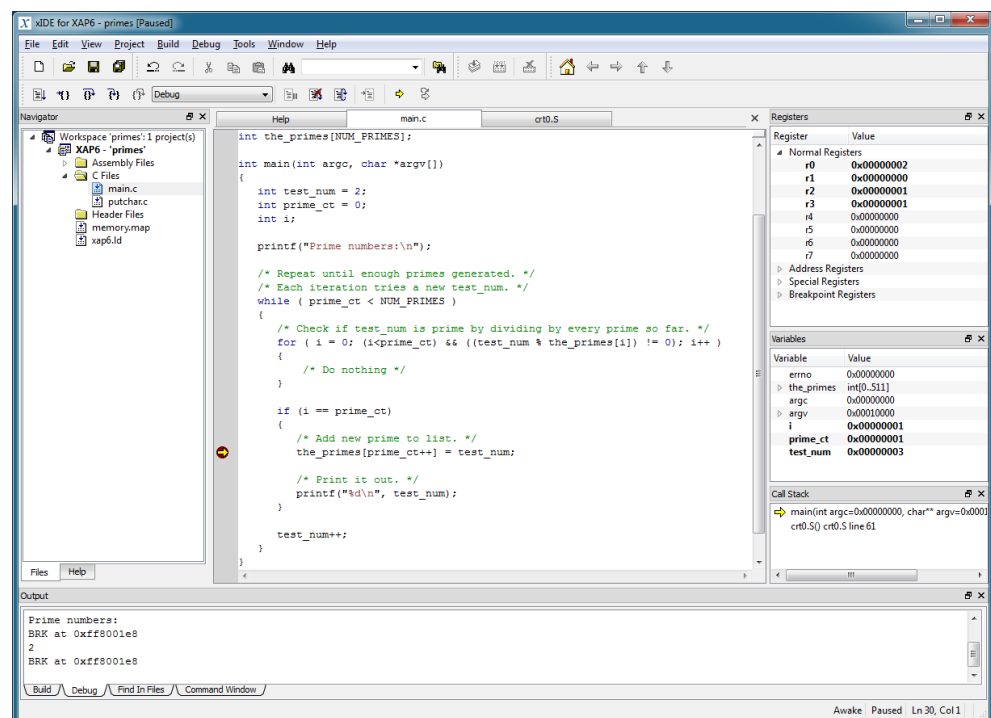 xIDE for XAP6 - primes [Paused]
File Edit View Project Build Debug Tools Window Help
Debug
Navigator
Workspace 'primes': 1 project(s)
XAP6 - 'primes'
Assembly Files
C Files
main.c
putchar.c
Header Files
memory.map
xap6.ld
Files Help
Help main.c crt0.S
int the_primes[NUM_PRIMES];
int main(int argc, char *argv[])
{
int test_num = 2;
int prime_ct = 0;
int i;
printf("Prime numbers:\n");
/* Repeat until enough primes generated. */
/* Each iteration tries a new test_num. */
while ( prime_ct < NUM_PRIMES )
{
/* Check if test_num is prime by dividing by every prime so far. */
for ( i = 0; (i<prime_ct) && ((test_num % the_primes[i]) != 0); i++ )
{
/* Do nothing */
}
if (i == prime_ct)
{
/* Add new prime to list. */
the_primes[prime_ct++] = test_num;
/* Print it out. */
printf("%d\n", test_num);
}
test_num++;
}
}
Registers
Register Value
Normal Registers
r0 0x00000002
r1 0x00000000
r2 0x00000001
r3 0x00000001
r4 0x00000000
r5 0x00000000
r6 0x00000000
r7 0x00000000
Address Registers
Special Registers
Breakpoint Registers
Variables
Variable Value
errno 0x00000000
the_primes int[0..511]
argc 0x00000000
argv 0x00010000
i 0x00000001
prime_ct 0x00000001
test_num 0x00000003
Call Stack
main(int argc=0x00000000, char** argv=0x0001
crt0.S() crt0.S line 61
Output
Prime numbers:
BRK at 0xff8001e8
2
BRK at 0xff8001e8
Build Debug Find In Files Command Window
Awake Paused Ln 30, Col 1